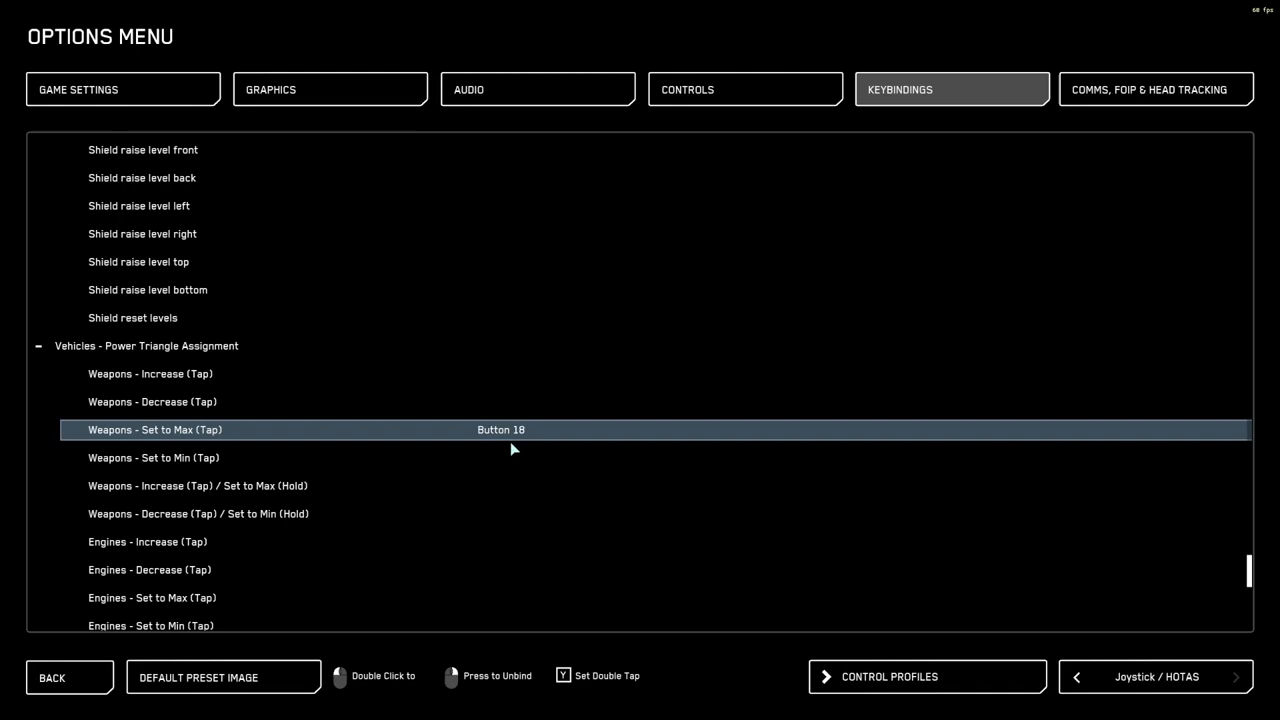 60 fps
OPTIONS MENU
GAME SETTINGS
GRAPHICS
AUDIO
CONTROLS
KEYBINDINGS
COMMS, FOIP & HEAD TRACKING
Shield raise level front
Shield raise level back
Shield raise level left
Shield raise level right
Shield raise level top
Shield raise level bottom
Shield reset levels
- Vehicles - Power Triangle Assignment
Weapons - Increase (Tap)
Weapons - Decrease (Tap)
Weapons - Set to Max (Tap) Button 18
Weapons - Set to Min (Tap)
Weapons - Increase (Tap) / Set to Max (Hold)
Weapons - Decrease (Tap) / Set to Min (Hold)
Engines - Increase (Tap)
Engines - Decrease (Tap)
Engines - Set to Max (Tap)
Engines - Set to Min (Tap)
BACK
DEFAULT PRESET IMAGE
Double Click to
Press to Unbind
Y Set Double Tap
CONTROL PROFILES
Joystick / HOTAS